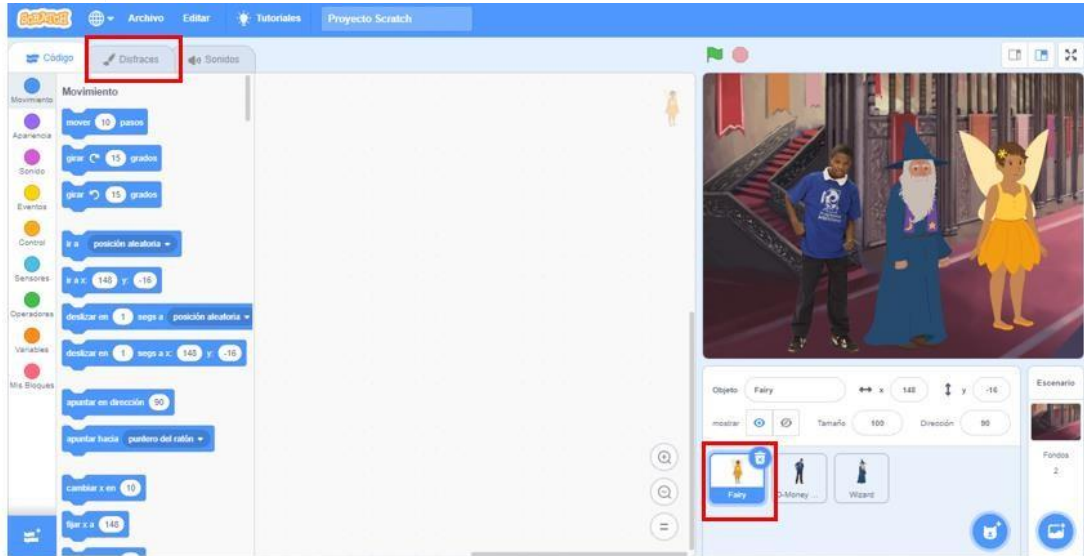 SCRATCH Archivo Editar Tutoriales Proyecto Scratch
Código Disfraces Sonidos
Movimiento
Apariencia
Sonido
Eventos
Control
Sensores
Operadores
Variables
Mis Bloques
Movimiento
mover 10 pasos
girar 15 grados
girar 15 grados
ir a posición aleatoria
ir a x: 148 y: -16
deslizar en 1 segs a posición aleatoria
deslizar en 1 segs a x: 148 y: -16
apuntar en dirección 90
apuntar hacia puntero del ratón
cambiar x en 10
fijar x a 148
Objeto Fairy x 148 y -16
mostrar Tamaño 100 Dirección 90
Fairy D-Money ... Wizard
Escenario
Fondos
2